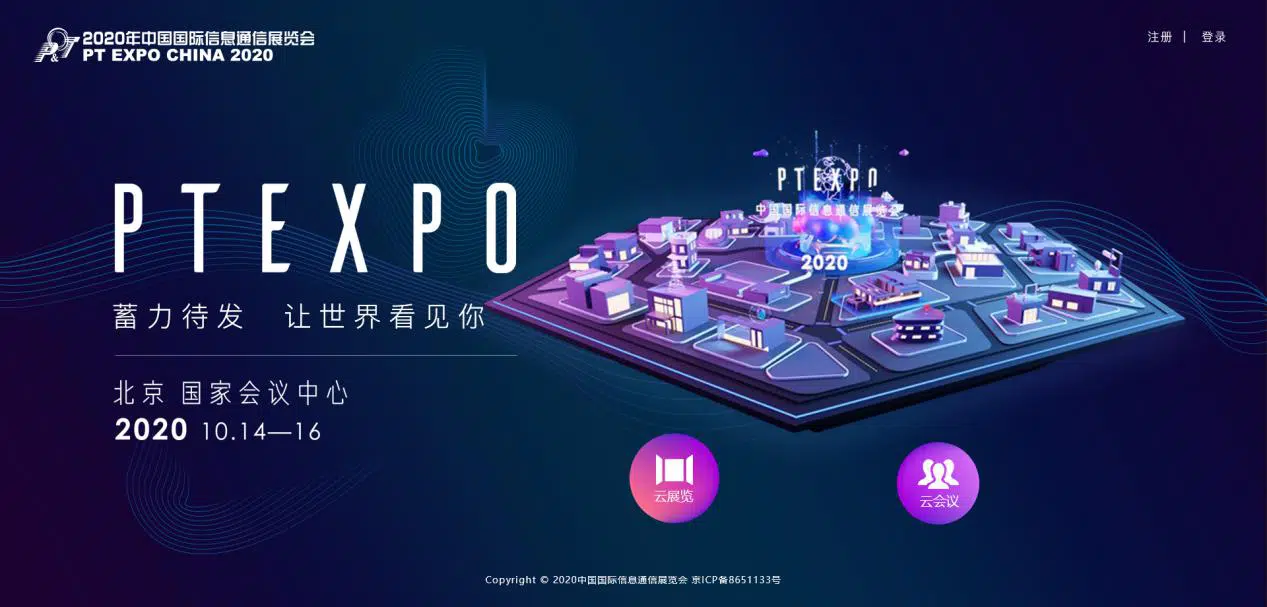 2020年中国国际信息通信展览会
PT EXPO CHINA 2020
注册 | 登录
PTEXPO
蓄力待发 让世界看见你
北京 国家会议中心
2020 10.14—16
PTEXPO
中国国际信息通信展览会
2020
云展览
云会议
Copyright © 2020中国国际信息通信展览会 京ICP备8651133号